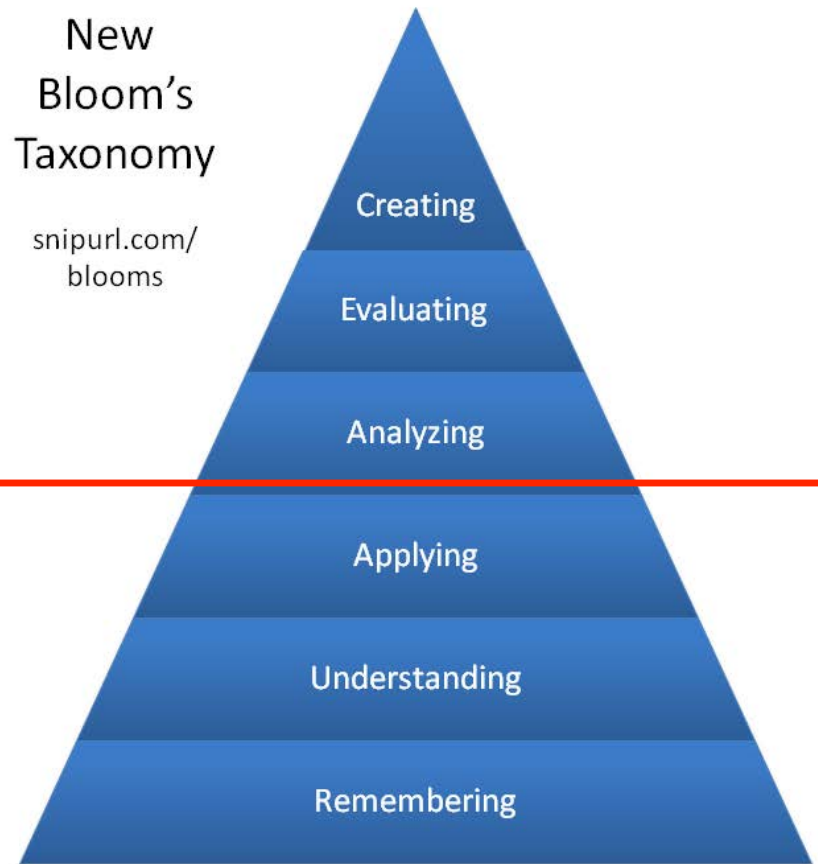 New
Bloom’s
Taxonomy
snipurl.com/
blooms
Creating
Evaluating
Analyzing
Applying
Understanding
Remembering